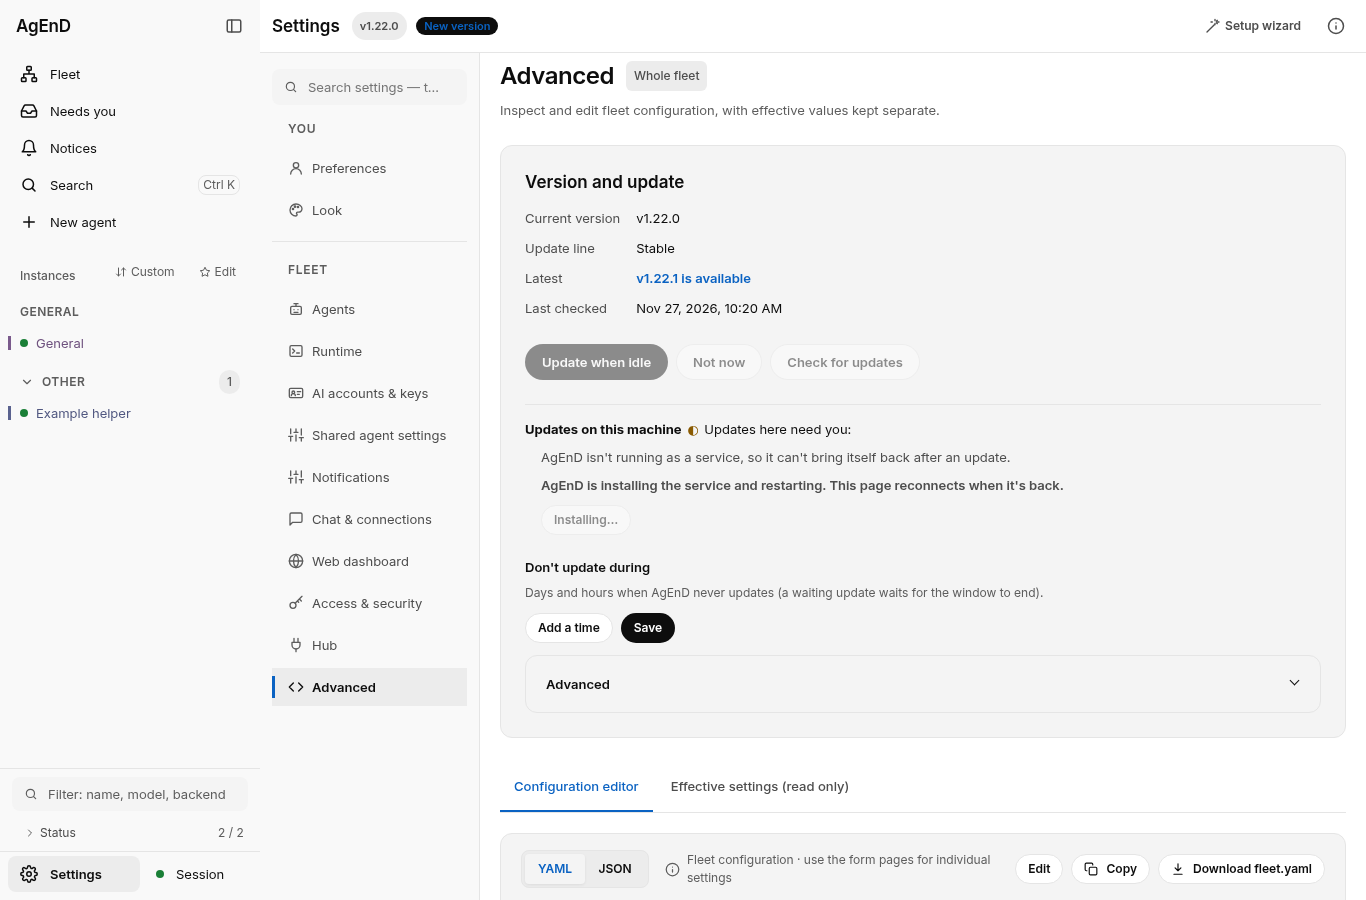 AgEnD
Fleet
Needs you
Notices
Search
Ctrl K
New agent
Instances
Custom
Edit
GENERAL
General
OTHER
1
Example helper
Filter: name, model, backend
Status
2 / 2
Settings
Session
Settings
v1.22.0
New version
Setup wizard
Search settings — t...
YOU
Preferences
Look
FLEET
Agents
Runtime
AI accounts & keys
Shared agent settings
Notifications
Chat & connections
Web dashboard
Access & security
Hub
Advanced
Advanced
Whole fleet
Inspect and edit fleet configuration, with effective values kept separate.
Version and update
Current version v1.22.0
Update line Stable
Latest v1.22.1 is available
Last checked Nov 27, 2026, 10:20 AM
Update when idle
Not now
Check for updates
Updates on this machine Updates here need you:
AgEnD isn't running as a service, so it can't bring itself back after an update.
AgEnD is installing the service and restarting. This page reconnects when it's back.
Installing...
Don't update during
Days and hours when AgEnD never updates (a waiting update waits for the window to end).
Add a time
Save
Advanced
Configuration editor
Effective settings (read only)
YAML
JSON
Fleet configuration · use the form pages for individual
settings
Edit
Copy
Download fleet.yaml